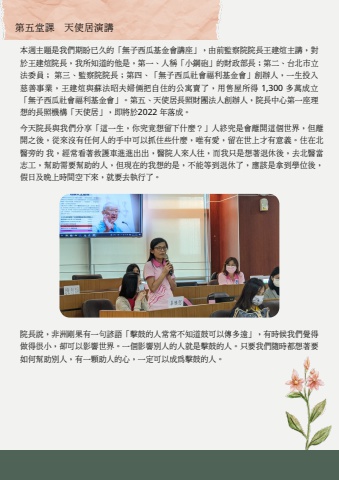 第五堂課　天使居演講
本週主題是我們期盼已久的「無子西瓜基金會講座」，由前監察院院長王建煊主講，對
於王建煊院長，我所知道的他是，第一、人稱「小鋼砲」的財政部長；第二、台北市立
法委員； 第三、監察院院長；第四、「無子西瓜社會福利基金會」創辦人，一生投入
慈善事業，王建煊與蘇法昭夫婦倆把自住的公寓賣了，用售屋所得 1,300 多萬成立
「無子西瓜社會福利基金會」。第五、天使居長照財團法人創辦人，院長中心第一座理
想的長照機構「天使居」，即將於2022 年落成。
今天院長與我們分享「這一生，你究竟想留下什麼？」人終究是會離開這個世界，但離
開之後，從來沒有任何人的手中可以抓住些什麼，唯有愛，留在世上才有意義。住在北
醫旁的 我，經常看著救護車進進出出，醫院人來人往，而我只是想著退休後，去北醫當
志工，幫助需要幫助的人，但現在的我想的是，不能等到退休了，應該是拿到學位後，
假日及晚上時間空下來，就要去執行了。
院長說，非洲剛果有一句諺語「擊鼓的人常常不知道鼓可以傳多遠」，有時候我們覺得
做得很小，卻可以影響世界，一個影響別人的人就是擊鼓的人。只要我們隨時都想著要
如何幫助別人，有一顆助人的心，一定可以成爲擊鼓的人。